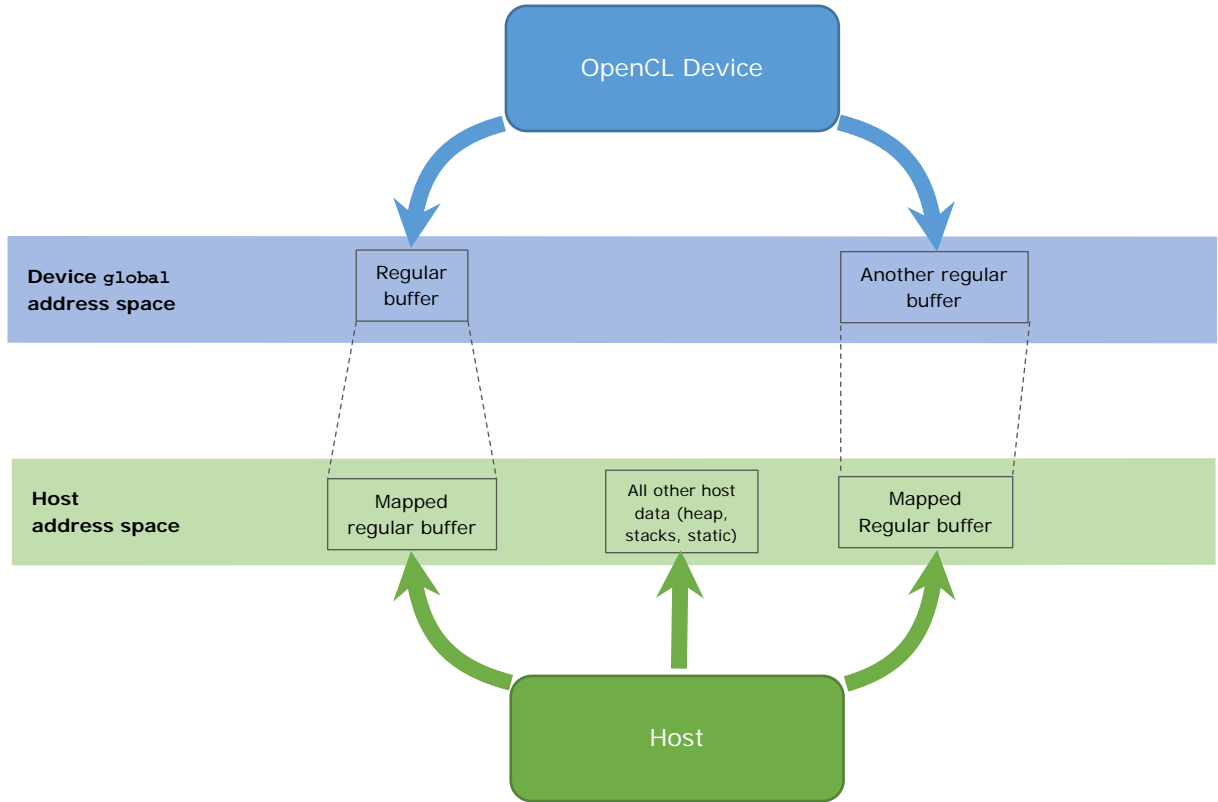 OpenCL Device
Device global
address space
Regular
buffer
Another regular
buffer
Host
address space
Mapped
regular buffer
All other host
data (heap,
stacks, static)
Mapped
Regular buffer
Host